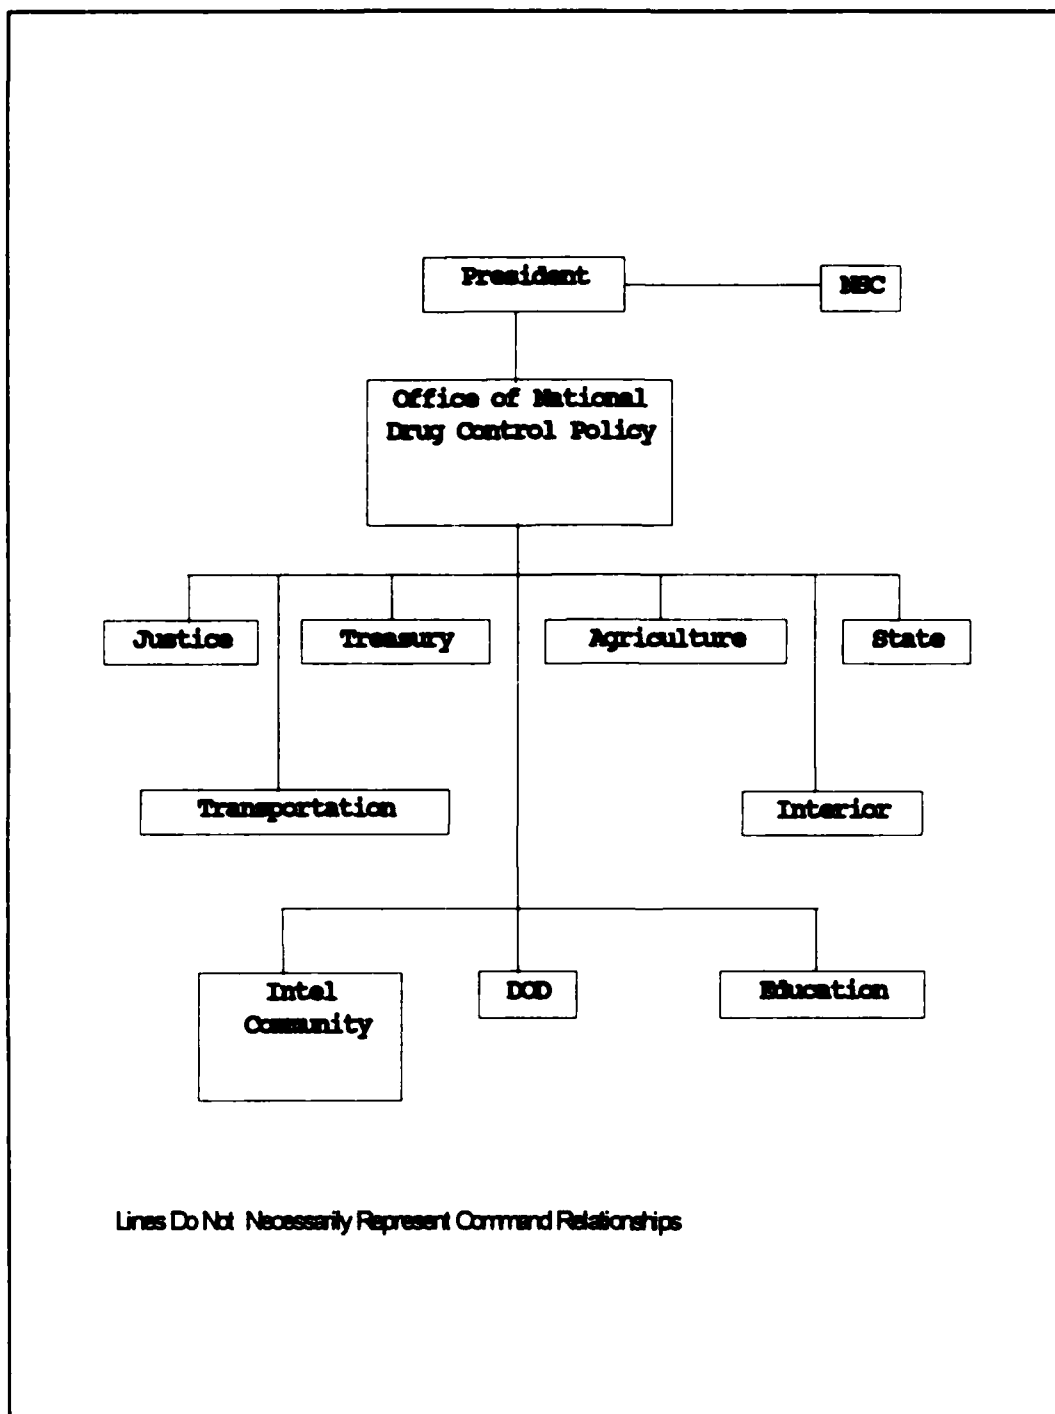 President
NSC
Office of National
Drug Control Policy
Justice
Treasury
Agriculture
State
Transportation
Interior
Intel
Community
DOD
Education
Lines Do Not Necessarily Represent Command Relationships